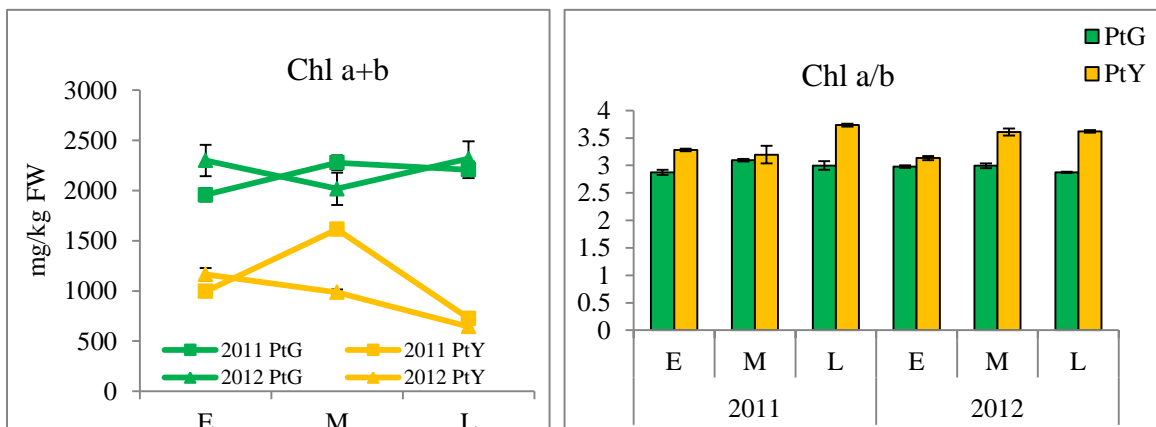 Chl a+b
3000
2500
2000
1500
1000
500
0
mg/kg FW
2011 PtG
2011 PtY
2012 PtG
2012 PtY
E M L
PtG
PtY
Chl a/b
4
3.5
3
2.5
2
1.5
1
0.5
0
E M L E M L
2011 2012